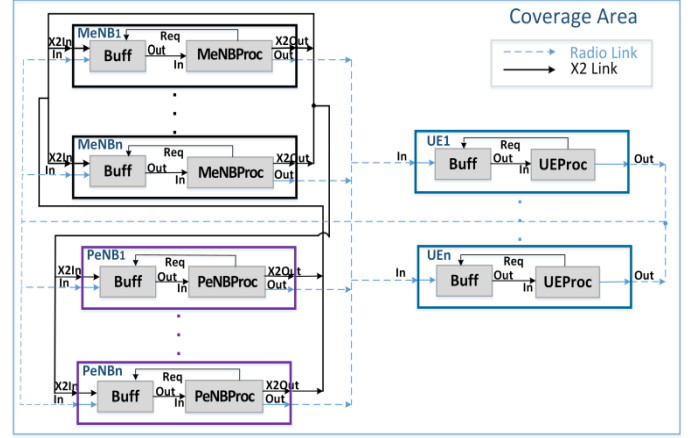 Coverage Area
Radio Link
X2 Link
MeNB1
X2In
In
Buff
Out
Req
In
MeNBProc
X2Out
Out
MeNBn
X2In
In
Buff
Out
Req
In
MeNBProc
X2Out
Out
UE1
In
Buff
Req
Out
In
UEProc
Out
PeNB1
X2In
In
Buff
Req
Out
In
PeNBProc
X2Out
Out
UEn
In
Buff
Req
Out
In
UEProc
Out
PeNBn
X2In
In
Buff
Req
Out
In
PeNBProc
X2Out
Out